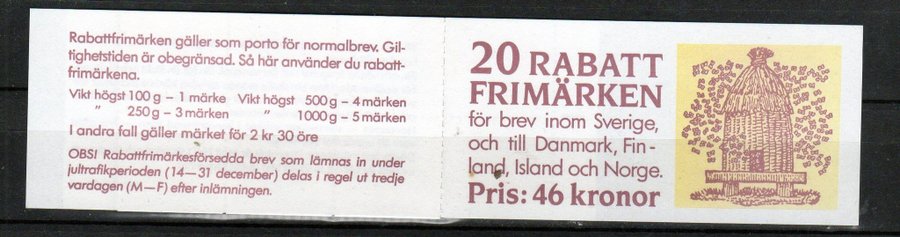 Rabattfrimärken gäller som porto för normalbrev. Gil-
tighetstiden är obegränsad. Så här använder du rabatt-
frimärkena.
Vikt högst 100 g – 1 märke Vikt högst 500 g – 4 märken
" 250 g – 3 märken " 1000 g – 5 märken
I andra fall gäller märket för 2 kr 30 öre
OBS! Rabattfrimärkesförsedda brev som lämnas in under
jultrafikperioden (14–31 december) delas i regel ut tredje
vardagen (M–F) efter inlämningen.
20 RABATT
FRIMÄRKEN
för brev inom Sverige,
och till Danmark, Fin-
land, Island och Norge.
Pris: 46 kronor